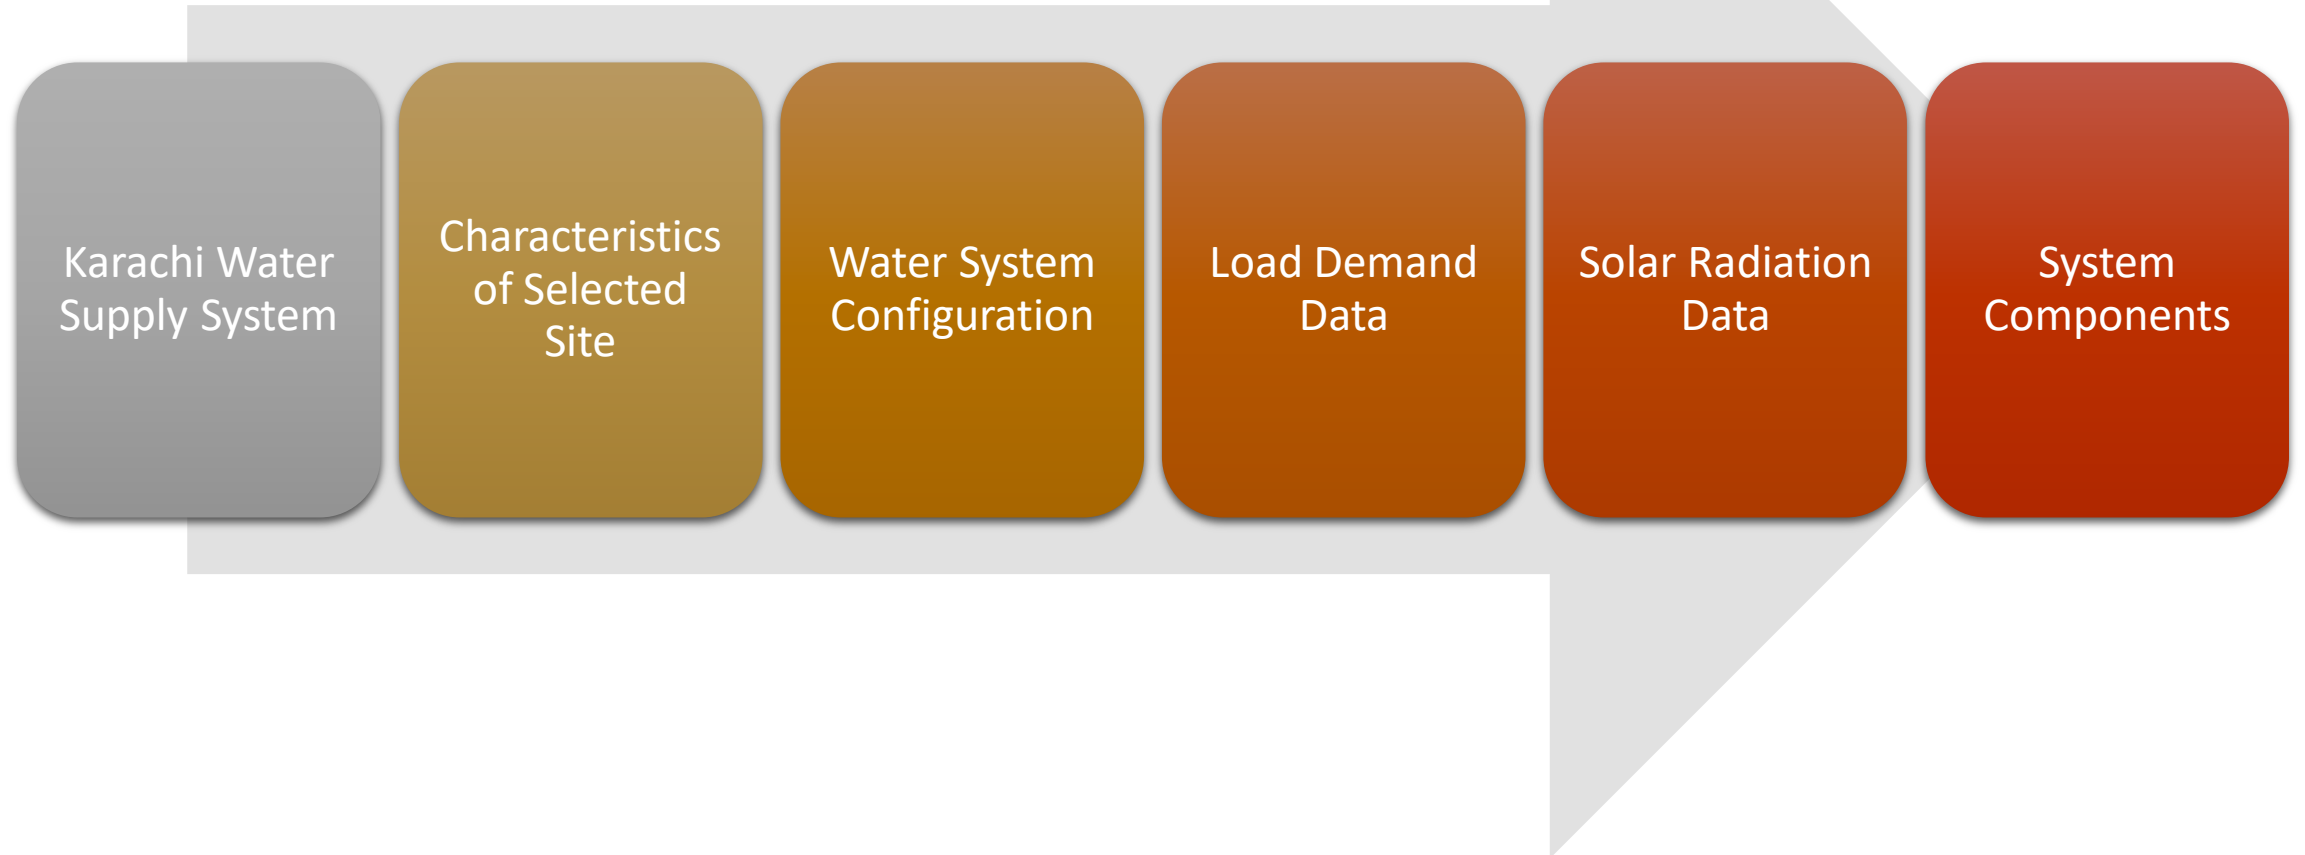 Karachi Water
Supply System
Characteristics
of Selected
Site
Water System
Configuration
Load Demand
Data
Solar Radiation
Data
System
Components